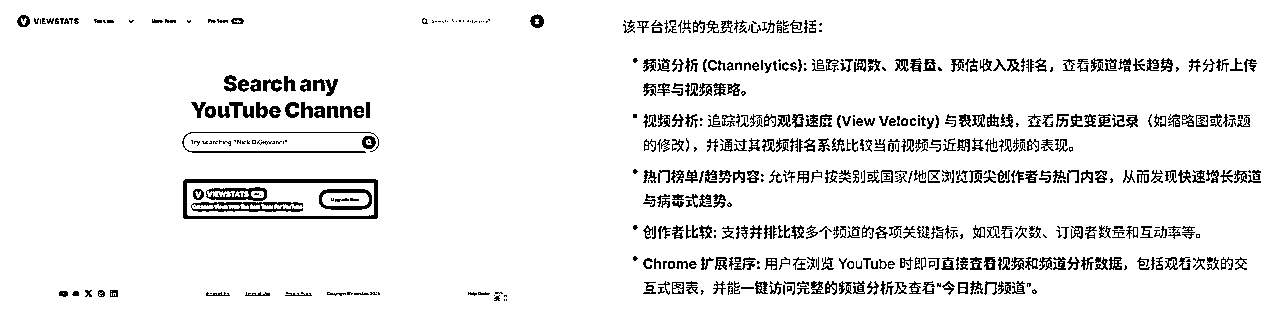 VIEWSTATS
Search any
YouTube Channel
Try searching "Nick DiGiovanni"
VIEWSTATS
Upgrade Now
Help Center
该平台提供的免费核心功能包括：
• 频道分析 (Channelytics): 追踪订阅数、观看量、预估收入及排名，查看频道增长趋势，并分析上传
频率与视频策略。
• 视频分析: 追踪视频的观看速度 (View Velocity) 与表现曲线，查看历史变更记录（如缩略图或标题
的修改），并通过其视频排名系统比较当前视频与近期其他视频的表现。
• 热门榜单/趋势内容: 允许用户按类别或国家/地区浏览顶尖创作者与热门内容，从而发现快速增长频道
与病毒式趋势。
• 创作者比较: 支持并排比较多个频道的各项关键指标，如观看次数、订阅者数量和互动率等。
• Chrome 扩展程序: 用户在浏览 YouTube 时即可直接查看视频和频道分析数据，包括观看次数的交
互式图表，并能一键访问完整的频道分析及查看“今日热门频道”。